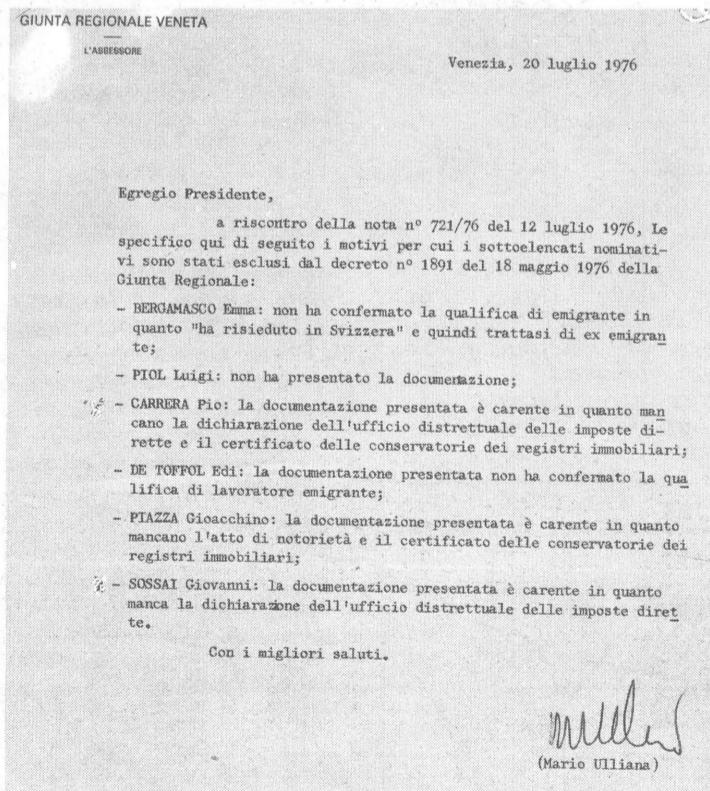 GIUNTA REGIONALE VENETA
L'ASSESSORE
Venezia, 20 luglio 1976
Egregio Presidente,
a riscontro della nota nº 721/76 del 12 luglio 1976, Le
specifico qui di seguito i motivi per cui i sottoelencati nominati-
vi sono stati esclusi dal decreto nº 1891 del 18 maggio 1976 della
Giunta Regionale:
- BERGAMASCO Emma: non ha confermato la qualifica di emigrante in
quanto "ha risieduto in Svizzera" e quindi trattasi di ex emigran
te;
- PIOL Luigi: non ha presentato la documentazione;
- CARRERA Pio: la documentazione presentata è carente in quanto man
cano la dichiarazione dell'ufficio distrettuale delle imposte di-
rette e il certificato delle conservatorie dei registri immobiliari;
- DE TOFFOL Edi: la documentazione presentata non ha confermato la qua
lifica di lavoratore emigrante;
- PIAZZA Gioacchino: la documentazione presentata è carente in quanto
mancano l'atto di notorietà e il certificato delle conservatorie dei
registri immobiliari;
- SOSSAI Giovanni: la documentazione presentata è carente in quanto
manca la dichiarazione dell'ufficio distrettuale delle imposte diret
te.
Con i migliori saluti.
(Mario Ulliana)